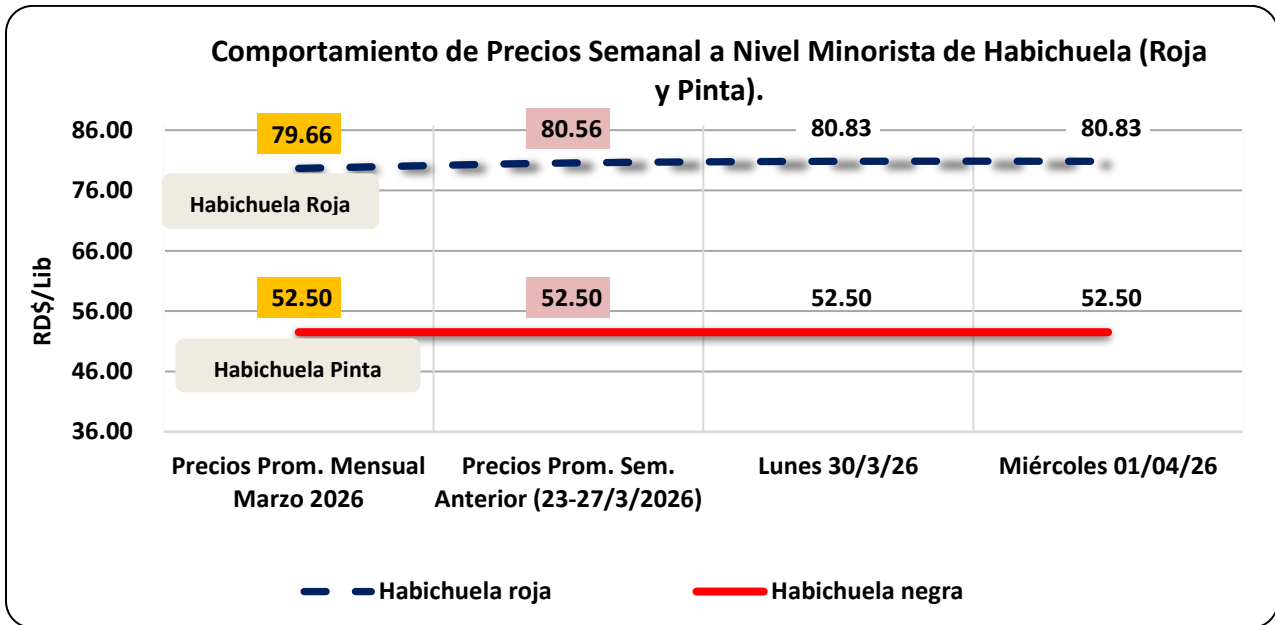 Comportamiento de Precios Semanal a Nivel Minorista de Habichuela (Roja
y Pinta).
RD$/Lib
86.00
76.00
66.00
56.00
46.00
36.00
79.66
80.56
80.83
80.83
Habichuela Roja
52.50
52.50
52.50
52.50
Habichuela Pinta
Precios Prom. Mensual
Marzo 2026
Precios Prom. Sem.
Anterior (23-27/3/2026)
Lunes 30/3/26
Miércoles 01/04/26
Habichuela roja
Habichuela negra